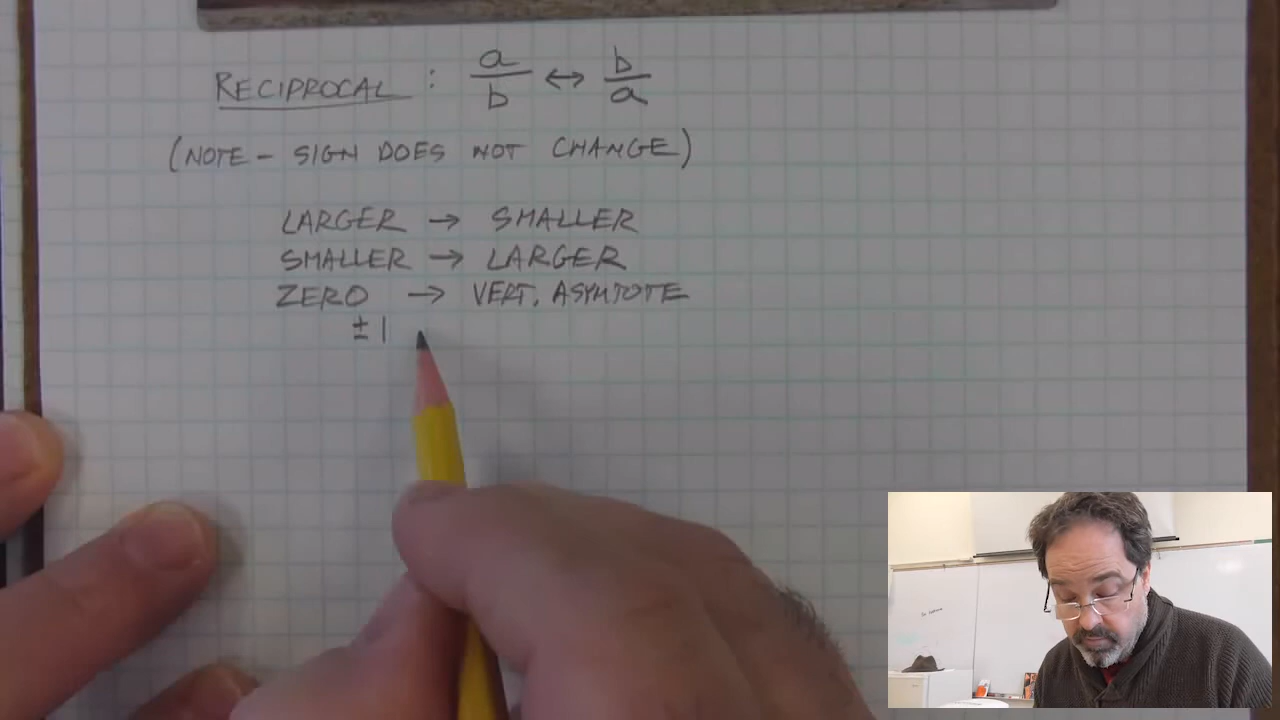 RECIPROCAL : a/b ↔ b/a
(NOTE - SIGN DOES NOT CHANGE)
LARGER → SMALLER
SMALLER → LARGER
ZERO → VERT. ASYMTOTE
± 1